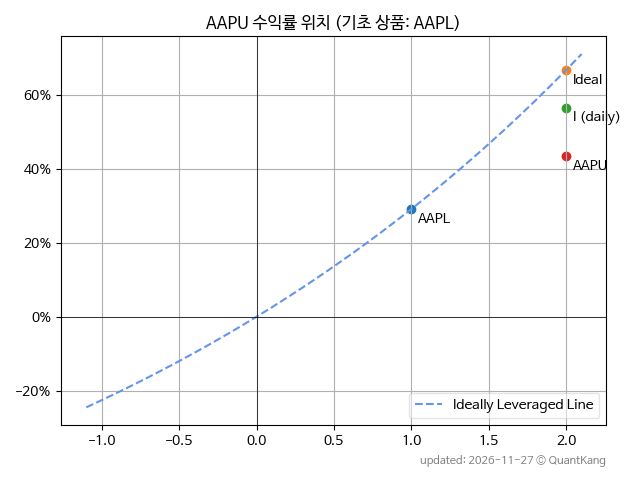 AAPU 수익률 위치 (기초 상품: AAPL)
60%
40%
20%
0%
−20%
Ideal
I (daily)
AAPU
AAPL
Ideally Leveraged Line
−1.0 −0.5 0.0 0.5 1.0 1.5 2.0
updated: 2026-11-27 © QuantKang